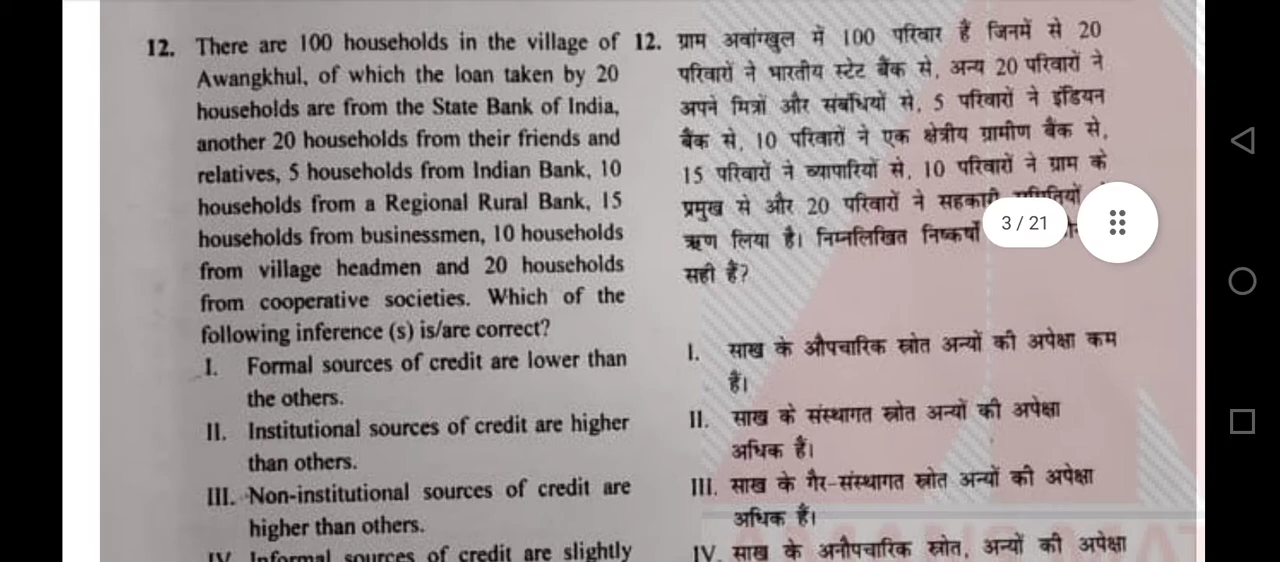 12. There are 100 households in the village of
Awangkhul, of which the loan taken by 20
households are from the State Bank of India,
another 20 households from their friends and
relatives, 5 households from Indian Bank, 10
households from a Regional Rural Bank, 15
households from businessmen, 10 households
from village headmen and 20 households
from cooperative societies. Which of the
following inference (s) is/are correct?
I. Formal sources of credit are lower than
the others.
II. Institutional sources of credit are higher
than others.
III. Non-institutional sources of credit are
higher than others.
IV. Informal sources of credit are slightly
12. ग्राम अवांग्खुल में 100 परिवार हैं जिनमें से 20
परिवारों ने भारतीय स्टेट बैंक से, अन्य 20 परिवारों ने
अपने मित्रों और संबंधियों से, 5 परिवारों ने इंडियन
बैंक से, 10 परिवारों ने एक क्षेत्रीय ग्रामीण बैंक से,
15 परिवारों ने व्यापारियों से, 10 परिवारों ने ग्राम के
प्रमुख से और 20 परिवारों ने सहकारी
ऋण लिया है। निम्नलिखित निष्कर्षों
सही हैं?
I. साख के औपचारिक स्रोत अन्यों की अपेक्षा कम
हैं।
II. साख के संस्थागत स्रोत अन्यों की अपेक्षा
अधिक हैं।
III. साख के गैर-संस्थागत स्रोत अन्यों की अपेक्षा
अधिक हैं।
IV. साख के अनौपचारिक स्रोत, अन्यों की अपेक्षा
3 / 21